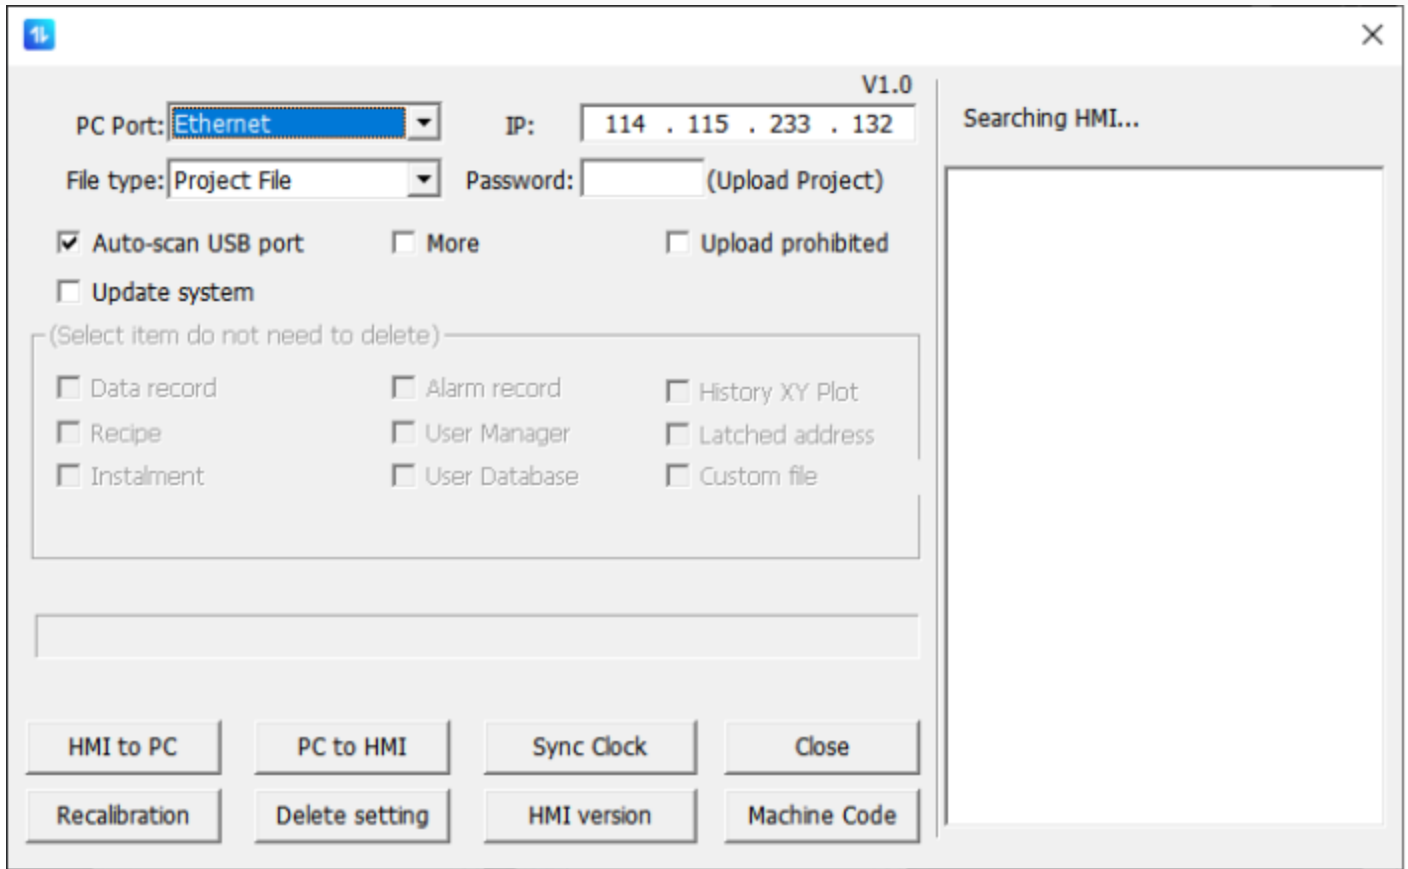 V1.0
PC Port: Ethernet IP: 114 . 115 . 233 . 132
File type: Project File Password: (Upload Project)
Auto-scan USB port More Upload prohibited
Update system
(Select item do not need to delete)
Data record Alarm record History XY Plot
Recipe User Manager Latched address
Instalment User Database Custom file
HMI to PC PC to HMI Sync Clock Close
Recalibration Delete setting HMI version Machine Code
Searching HMI...